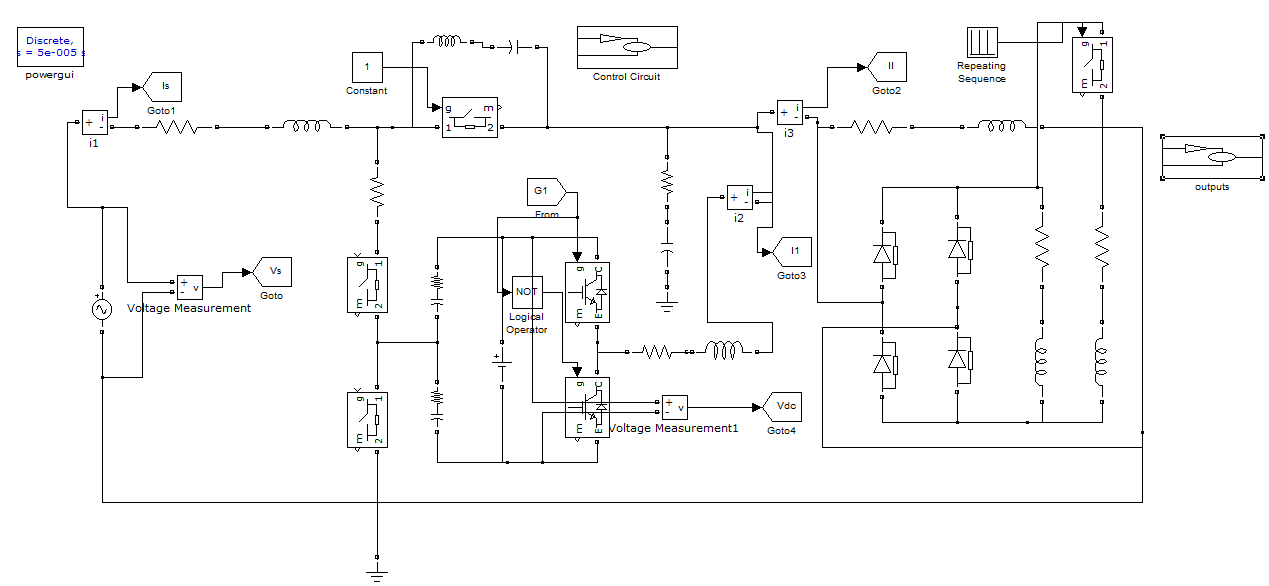 Discrete,
s = 5e-005 s
powergui
Is
Goto1
i
-
+
i1
1
Constant
g
m
1
2
Control Circuit
Il
Goto2
Repeating
Sequence
g
1
m
2
+
i
-
i3
outputs
G1
From
+
i
-
i2
I1
Goto3
Vs
Goto
+
-
v
Voltage Measurement
+
g
1
m
2
g
C
m
E
NOT
Logical
Operator
+
g
1
m
2
g
C
m
E
+
-
v
Voltage Measurement1
Vdc
Goto4